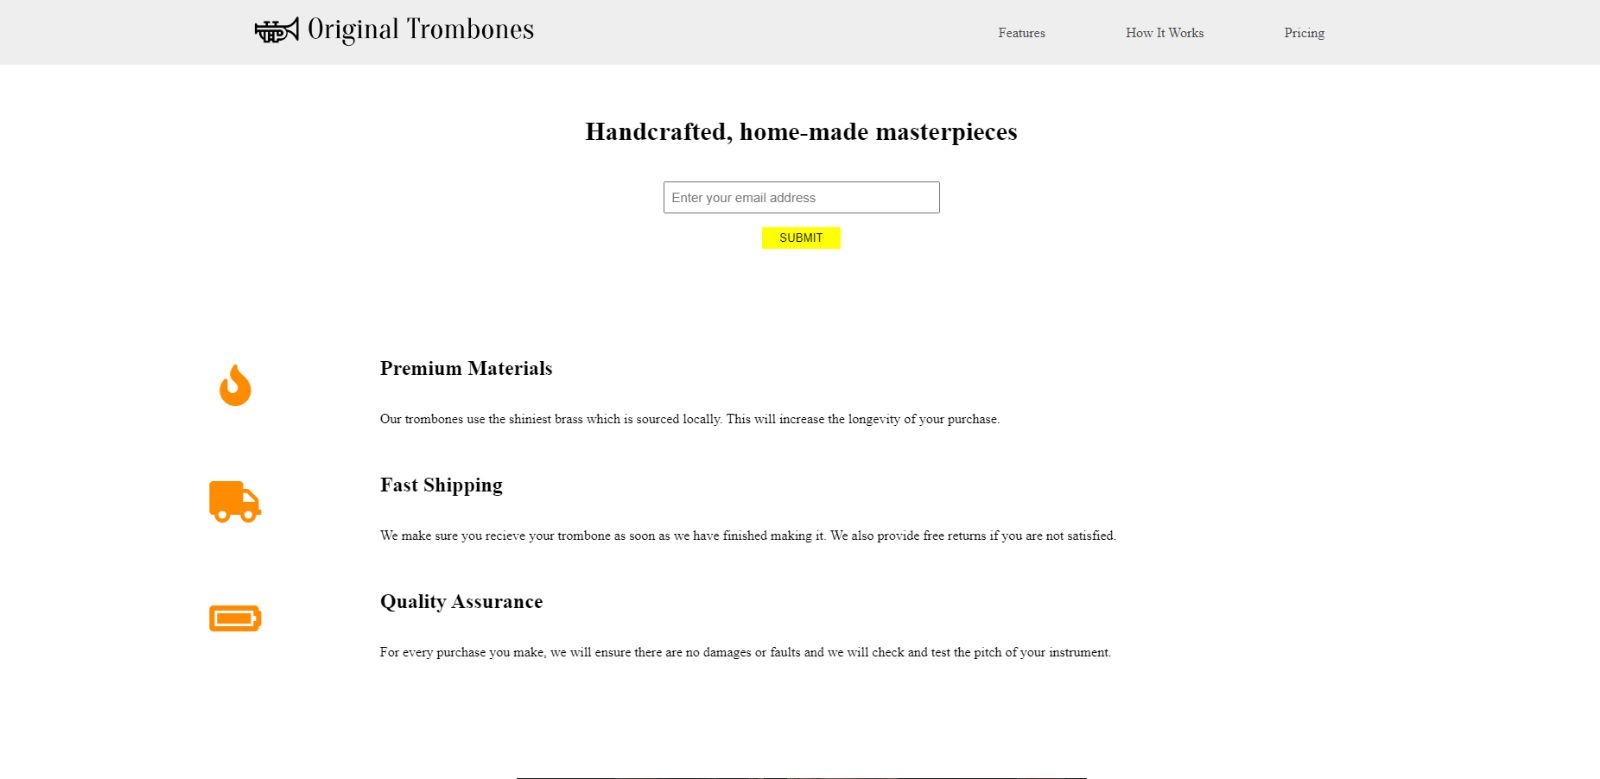 Original Trombones
Features
How It Works
Pricing
Handcrafted, home-made masterpieces
Enter your email address
SUBMIT
Premium Materials
Our trombones use the shiniest brass which is sourced locally. This will increase the longevity of your purchase.
Fast Shipping
We make sure you recieve your trombone as soon as we have finished making it. We also provide free returns if you are not satisfied.
Quality Assurance
For every purchase you make, we will ensure there are no damages or faults and we will check and test the pitch of your instrument.